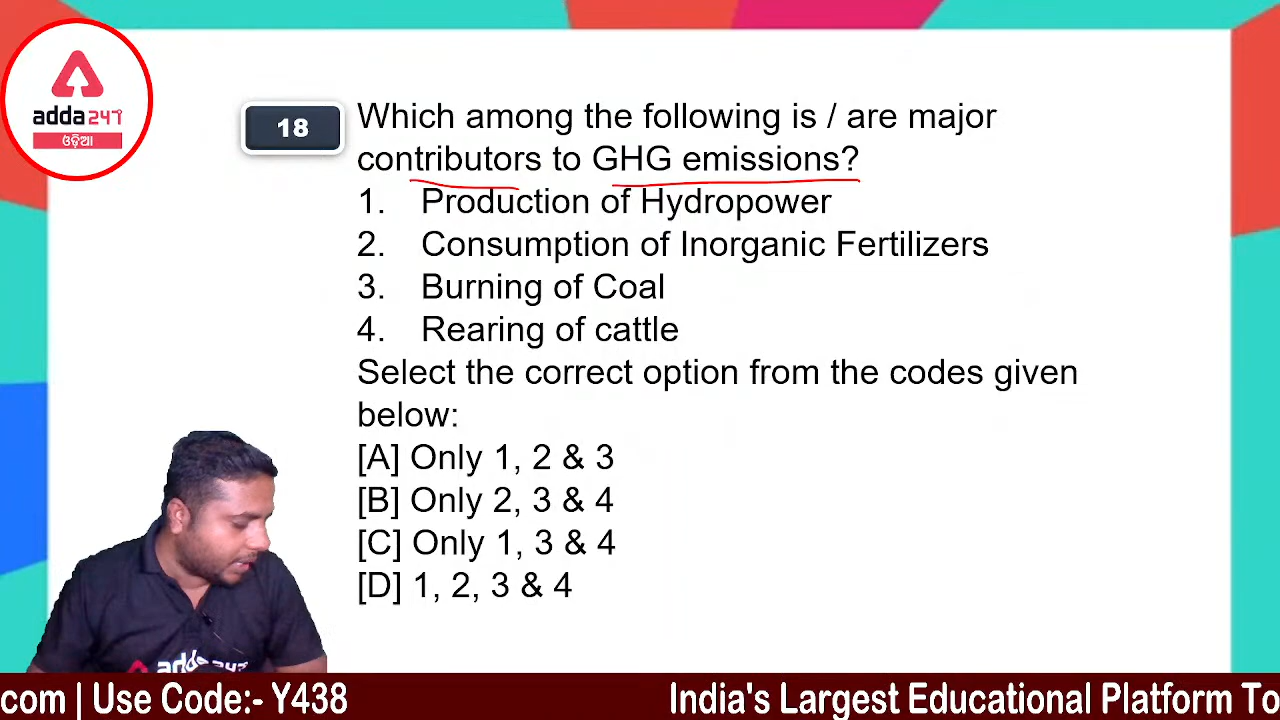 adda247
ଓଡ଼ିଆ
18
Which among the following is / are major
contributors to GHG emissions?
1. Production of Hydropower
2. Consumption of Inorganic Fertilizers
3. Burning of Coal
4. Rearing of cattle
Select the correct option from the codes given
below:
[A] Only 1, 2 & 3
[B] Only 2, 3 & 4
[C] Only 1, 3 & 4
[D] 1, 2, 3 & 4
adda247
com | Use Code:- Y438
India's Largest Educational Platform To